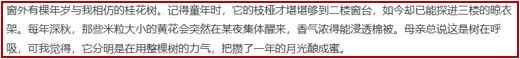 窗外有棵年岁与我相仿的桂花树。记得童年时，它的枝桠才堪堪够到二楼窗台，如今却已能探进三楼的晾衣
架。每年深秋，那些米粒大小的黄花会突然在某夜集体醒来，香气浓得能浸透棉被。母亲总说这是树在呼
吸，可我觉得，它分明是在用整棵树的力气，把攒了一年的月光酿成蜜。